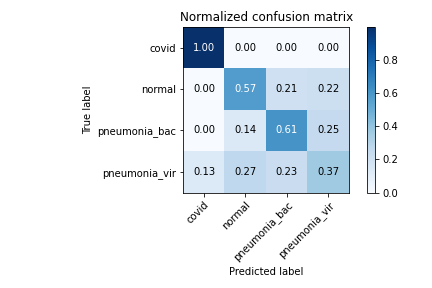 Normalized confusion matrix
covid 1.00 0.00 0.00 0.00
normal 0.00 0.57 0.21 0.22
pneumonia_bac 0.00 0.14 0.61 0.25
pneumonia_vir 0.13 0.27 0.23 0.37
True label
covid normal pneumonia_bac pneumonia_vir
Predicted label
0.8
0.6
0.4
0.2
0.0